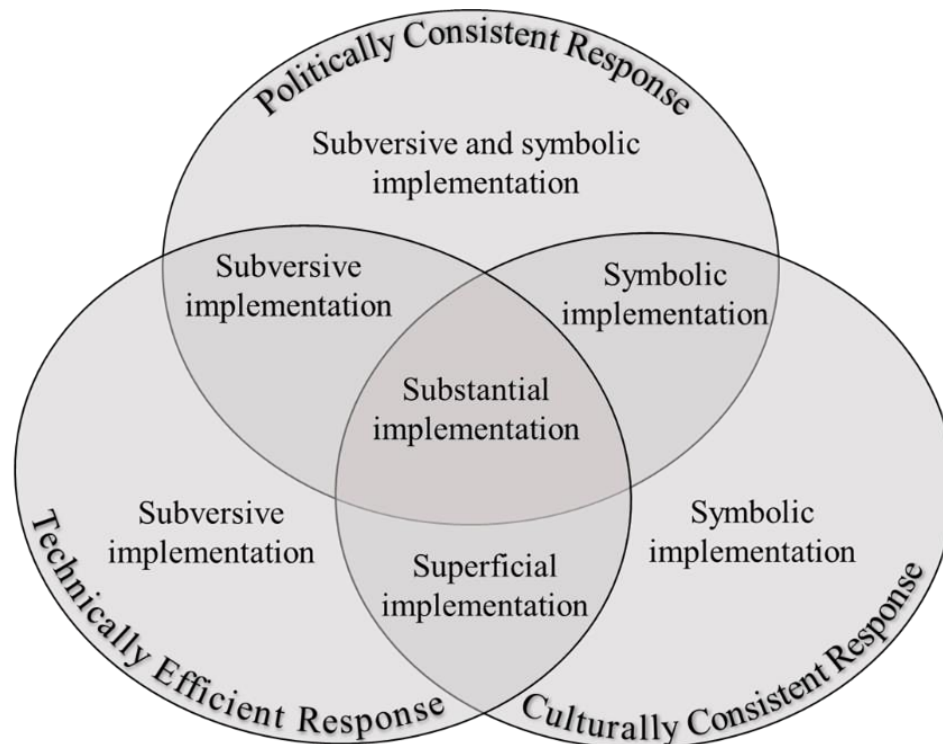 Politically Consistent Response
Subversive and symbolic
implementation
Subversive
implementation
Symbolic
implementation
Substantial
implementation
Subversive
implementation
Symbolic
implementation
Superficial
implementation
Technically Efficient Response
Culturally Consistent Response